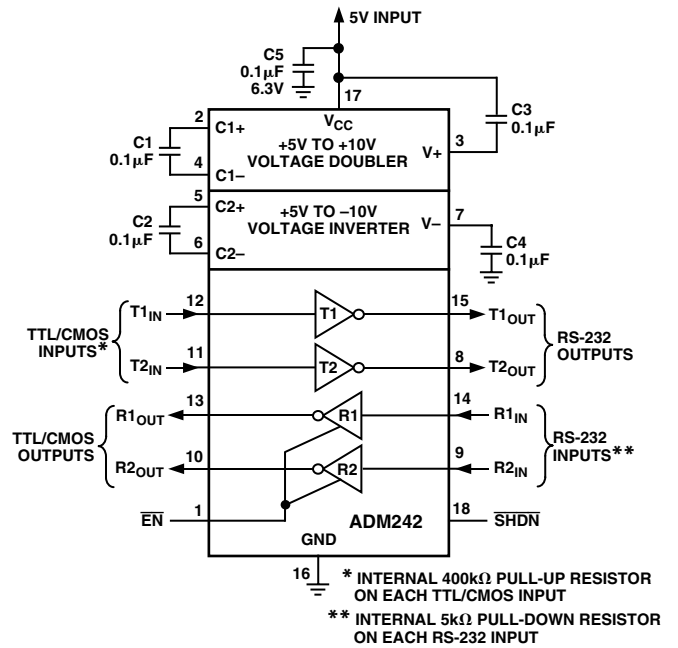 5V INPUT
C5
0.1µF
6.3V
17
C3
0.1µF
2
C1+
VCC
+5V TO +10V
VOLTAGE DOUBLER
V+
3
C1
0.1µF
4
C1–
5
C2+
+5V TO –10V
VOLTAGE INVERTER
V–
7
C2
0.1µF
6
C2–
C4
0.1µF
TTL/CMOS
INPUTS*
T1IN
12
T1
15
T1OUT
T2IN
11
T2
8
T2OUT
RS-232
OUTPUTS
TTL/CMOS
OUTPUTS
R1OUT
13
R1
14
R1IN
R2OUT
10
R2
9
R2IN
RS-232
INPUTS**
EN
1
ADM242
18
SHDN
GND
16
* INTERNAL 400kΩ PULL-UP RESISTOR
ON EACH TTL/CMOS INPUT
** INTERNAL 5kΩ PULL-DOWN RESISTOR
ON EACH RS-232 INPUT